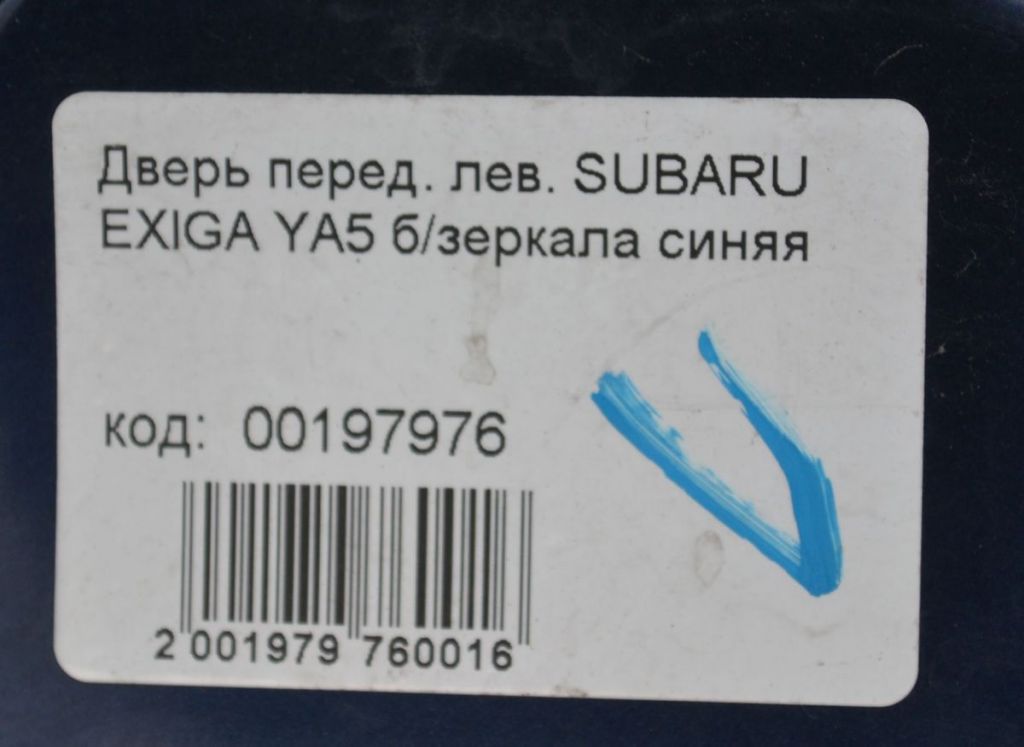 Дверь перед. лев. SUBARU
EXIGA YA5 б/зеркала синяя
код: 00197976
2 001979 760016